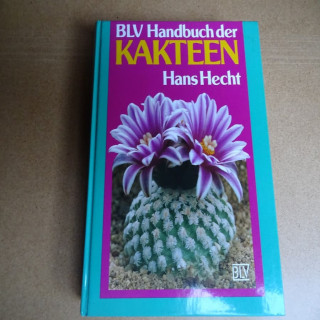 BLV Handbuch der
KAKTEEN
Hans Hecht
BLV